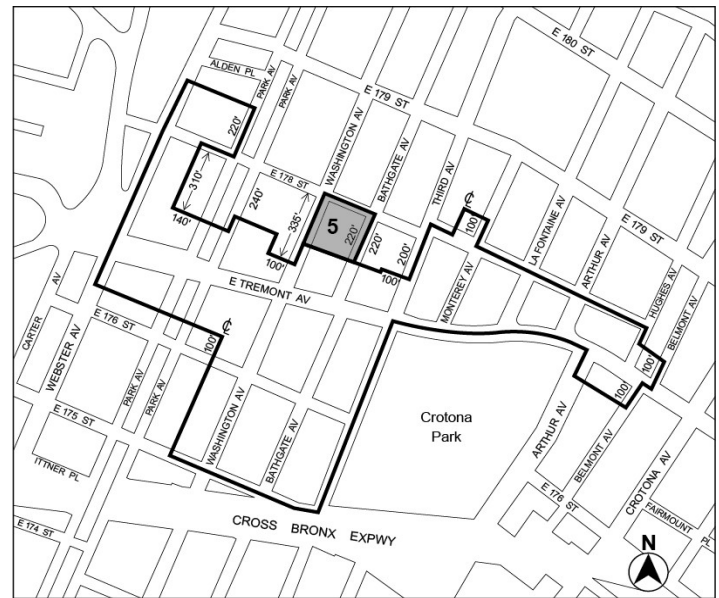 E 180 ST
ALDEN PL
PARK AV
PARK AV
E 179 ST
WASHINGTON AV
BATHGATE AV
THIRD AV
220'
310'
E 178 ST
240'
335'
5
220'
220'
200'
100'
140'
100'
100'
LA FONTAINE AV
ARTHUR AV
E 179 ST
HUGHES AV
BELMONT AV
E TREMONT AV
MONTEREY AV
CARTER AV
WEBSTER AV
E 176 ST
100'
100'
100'
PARK AV
PARK AV
E 175 ST
WASHINGTON AV
BATHGATE AV
Crotona
Park
ARTHUR AV
BELMONT AV
CROTONA AV
E 176 ST
FAIRMOUNT PL
ITTNER PL
E 174 ST
CROSS BRONX EXPWY
N